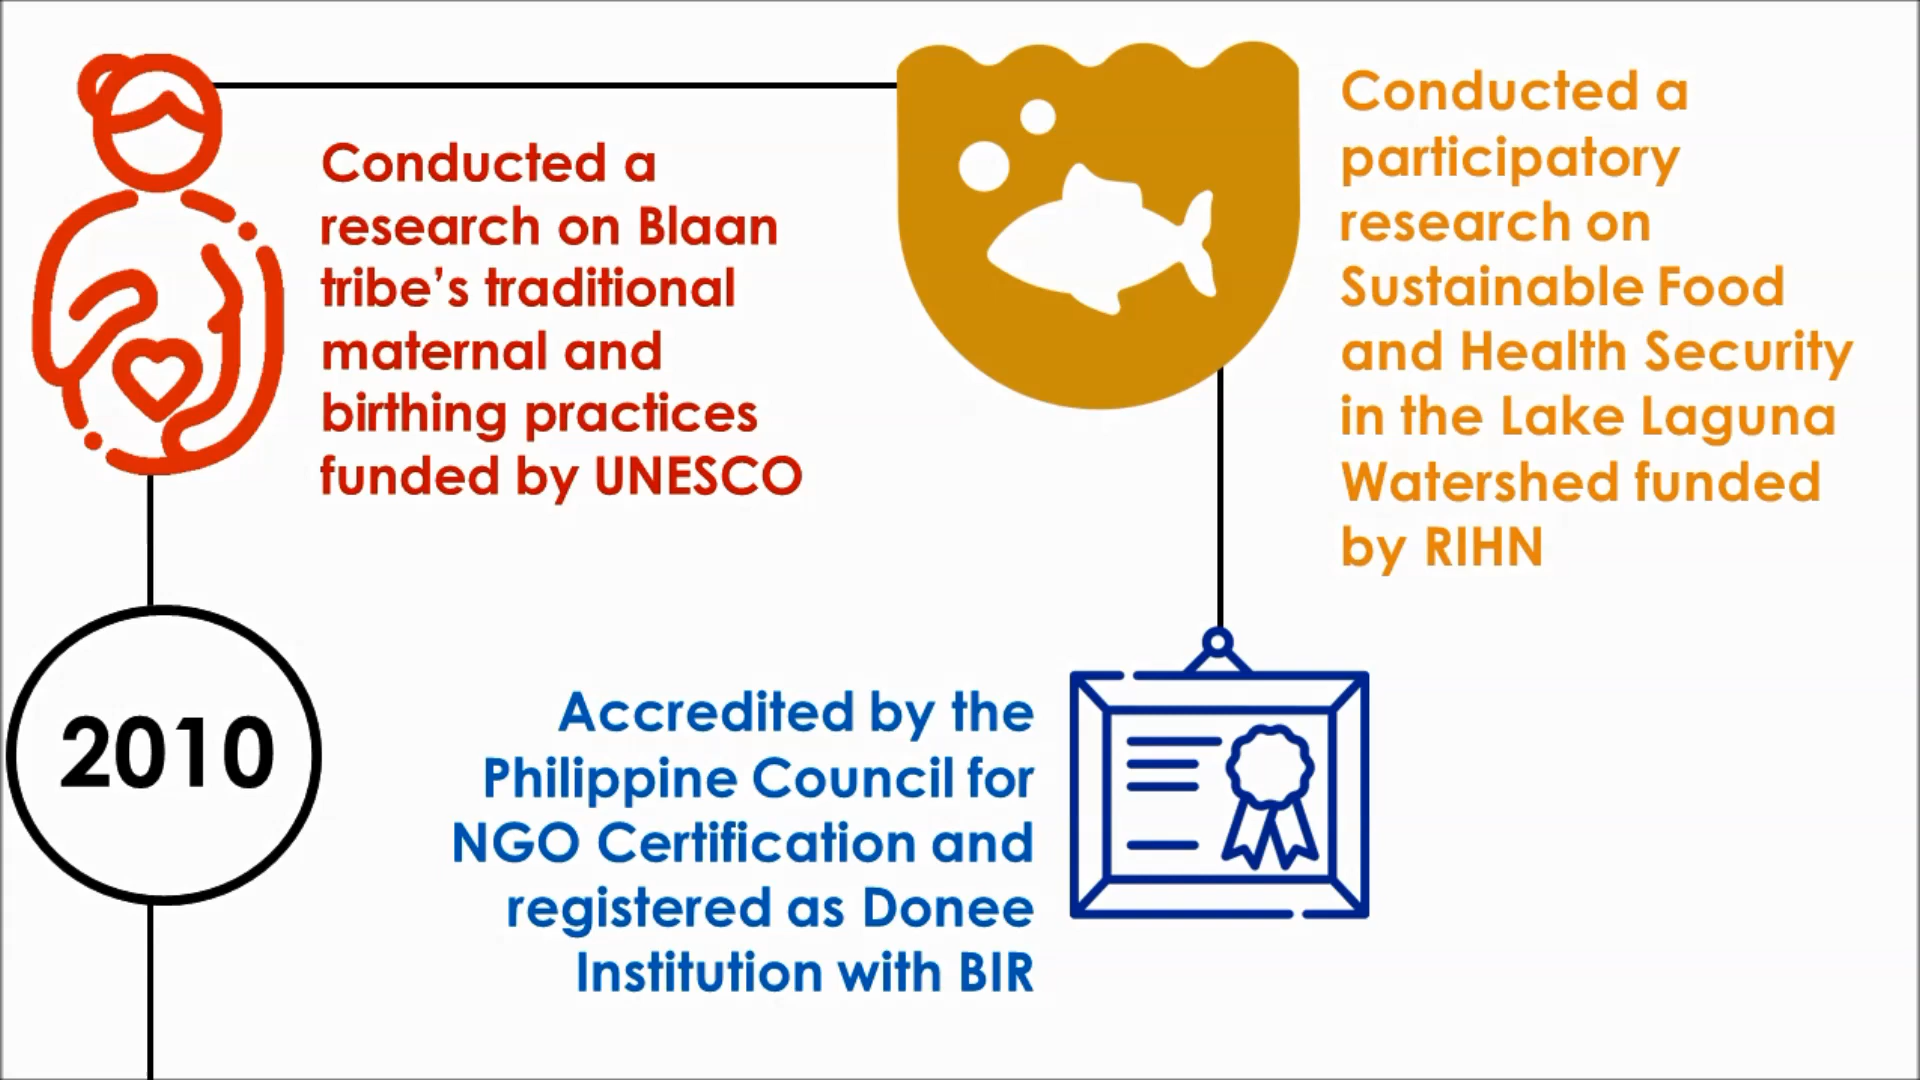 Conducted a
research on Blaan
tribe’s traditional
maternal and
birthing practices
funded by UNESCO
Conducted a
participatory
research on
Sustainable Food
and Health Security
in the Lake Laguna
Watershed funded
by RIHN
2010
Accredited by the
Philippine Council for
NGO Certification and
registered as Donee
Institution with BIR